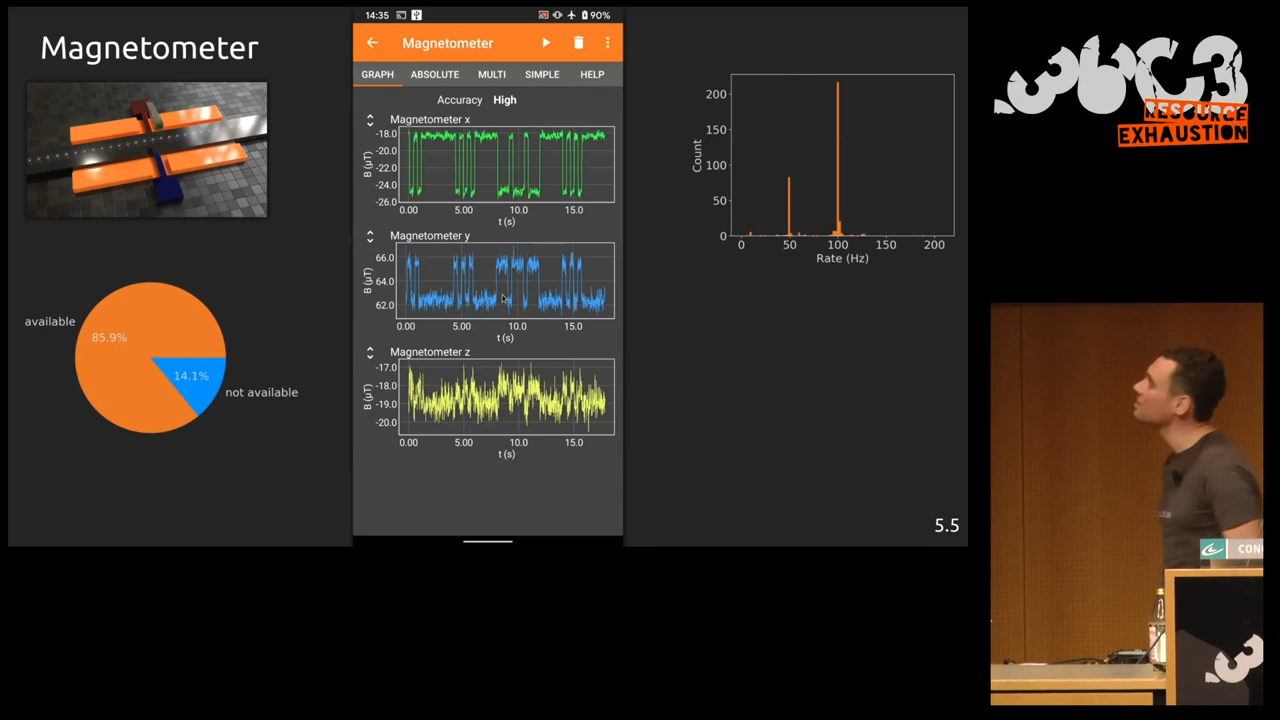 Magnetometer
available
85.9%
14.1%
not available
14:35
90%
Magnetometer
GRAPH ABSOLUTE MULTI SIMPLE HELP
Accuracy High
Magnetometer x
B (µT)
-18.0
-20.0
-22.0
-24.0
-26.0
0.00 5.00 10.0 15.0
t (s)
Magnetometer y
B (µT)
66.0
64.0
62.0
0.00 5.00 10.0 15.0
t (s)
Magnetometer z
B (µT)
-17.0
-18.0
-19.0
-20.0
0.00 5.00 10.0 15.0
t (s)
Count
200
150
100
50
0
0 50 100 150 200
Rate (Hz)
5.5
36C3
RESOURCE
EXHAUSTION
CON
3